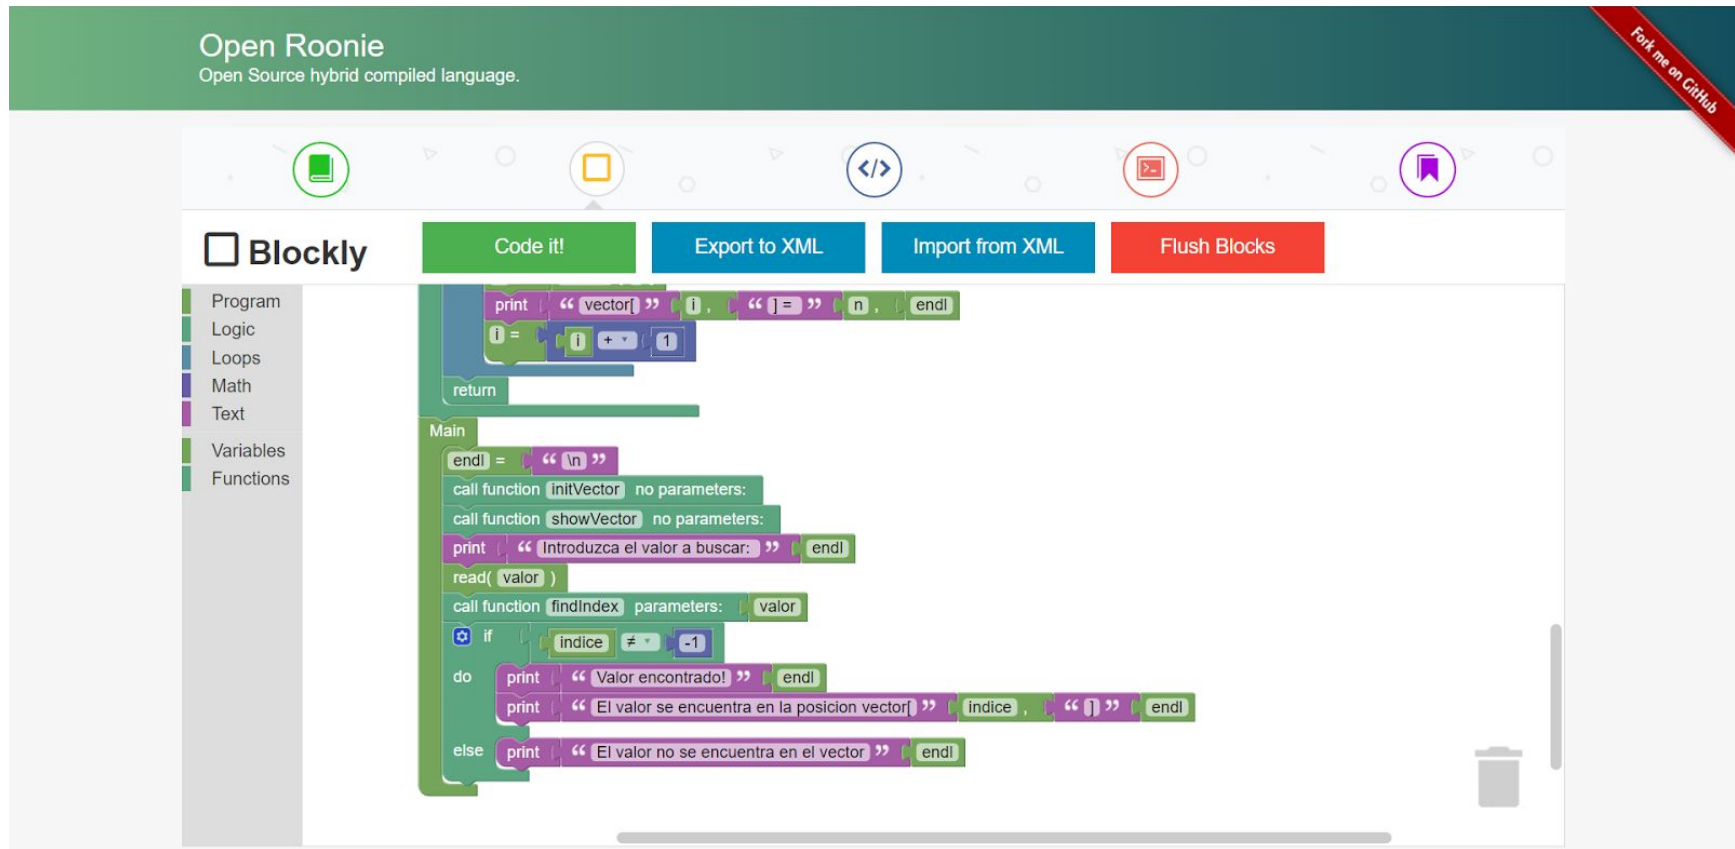 Open Roonie
Open Source hybrid compiled language.
Fork me on GitHub
</>
>_
Blockly
Code it!
Export to XML
Import from XML
Flush Blocks
Program
Logic
Loops
Math
Text
Variables
Functions
print “ vector[ ” i , “ ] = ” n , endl
i = i + 1
return
Main
endl = “ \n ”
call function initVector no parameters:
call function showVector no parameters:
print “ Introduzca el valor a buscar: ” endl
read( valor )
call function findIndex parameters: valor
if indice ≠ -1
do print “ Valor encontrado! ” endl
print “ El valor se encuentra en la posicion vector[ ” indice , “ ] ” endl
else print “ El valor no se encuentra en el vector ” endl